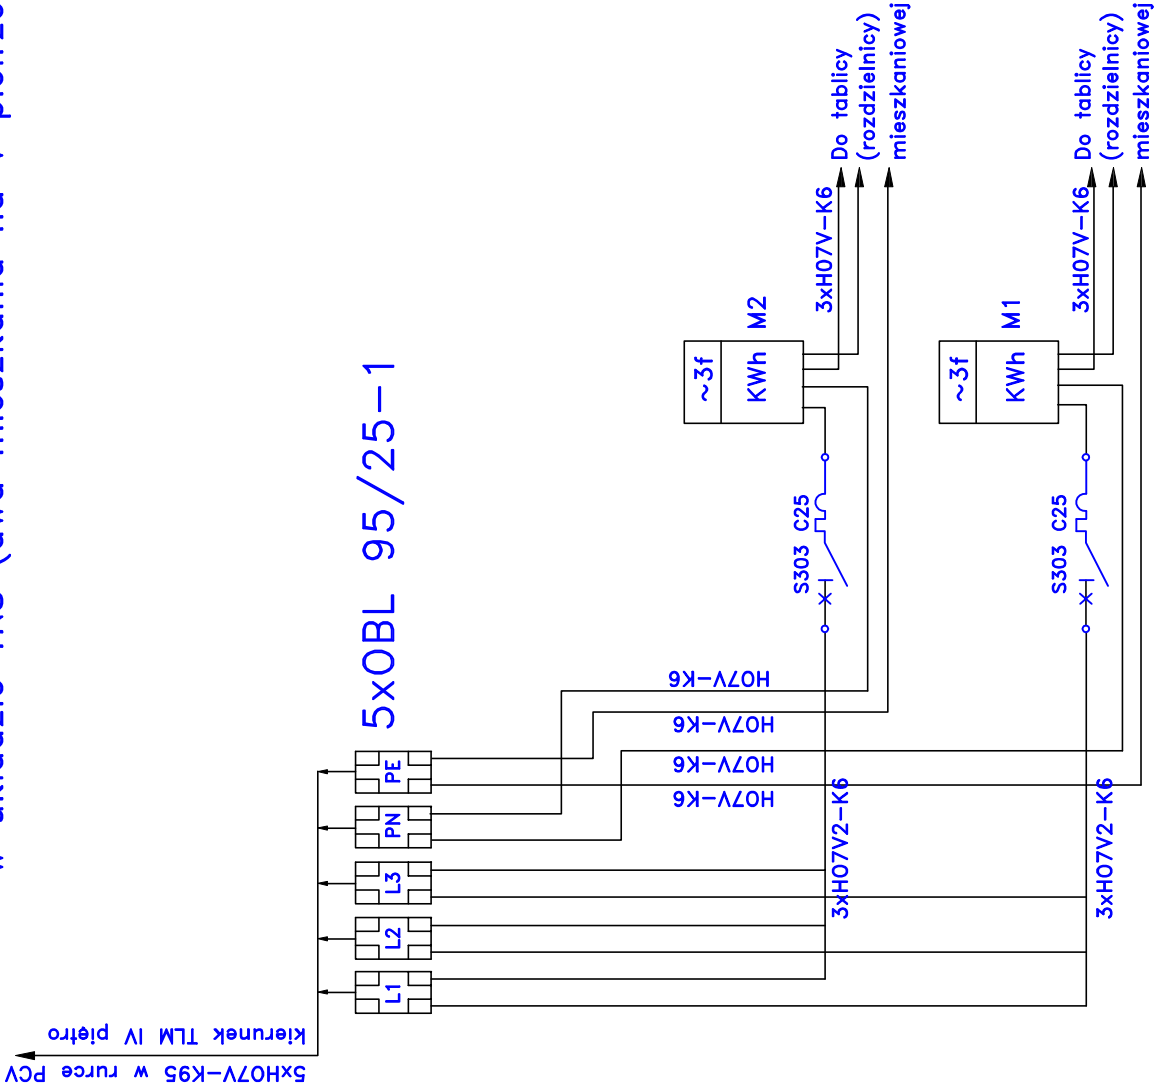 5xH07V-K95 w rurce PCV
kierunek TLM IV piętro
5xOBL 95/25-1
L1
L2
L3
PN
PE
H07V-K6
H07V-K6
H07V-K6
H07V-K6
~3f
KWh
M2
S303 C25
3xH07V2-K6
3xH07V-K6
Do tablicy
(rozdzielnicy)
mieszkaniowej
~3f
KWh
M1
S303 C25
3xH07V2-K6
3xH07V-K6
Do tablicy
(rozdzielnicy)
mieszkaniowej